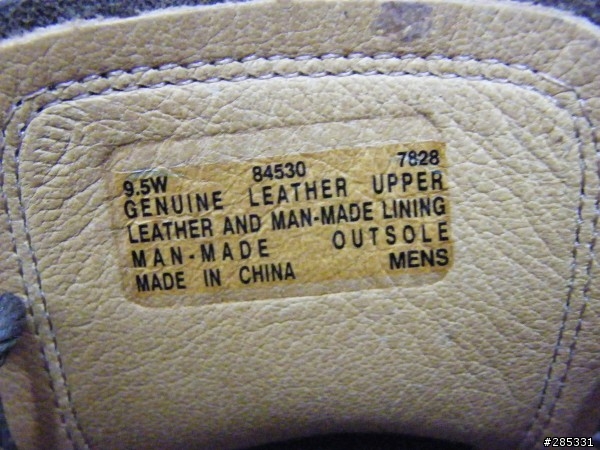 9.5W 84530 7828
GENUINE LEATHER UPPER
LEATHER AND MAN-MADE LINING
MAN-MADE OUTSOLE
MADE IN CHINA MENS
#285331